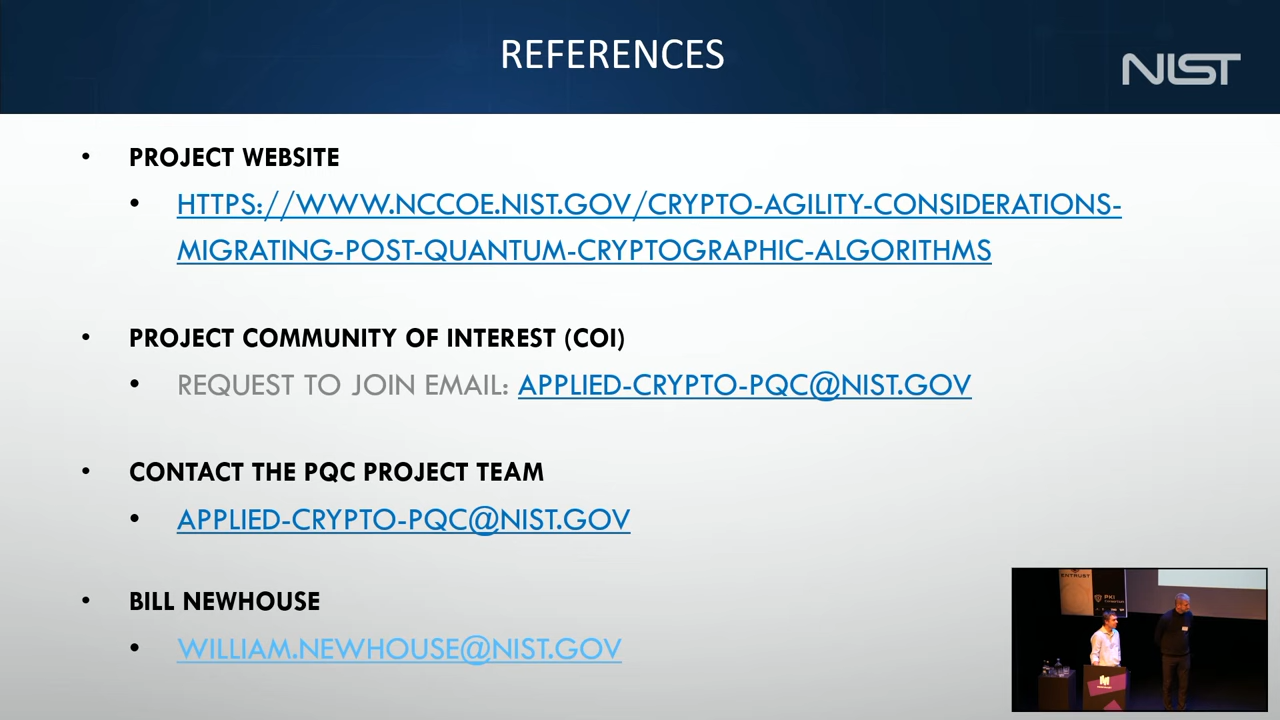 REFERENCES
NIST
• PROJECT WEBSITE
• HTTPS://WWW.NCCOE.NIST.GOV/CRYPTO-AGILITY-CONSIDERATIONS-
MIGRATING-POST-QUANTUM-CRYPTOGRAPHIC-ALGORITHMS
• PROJECT COMMUNITY OF INTEREST (COI)
• REQUEST TO JOIN EMAIL: APPLIED-CRYPTO-PQC@NIST.GOV
• CONTACT THE PQC PROJECT TEAM
• APPLIED-CRYPTO-PQC@NIST.GOV
• BILL NEWHOUSE
• WILLIAM.NEWHOUSE@NIST.GOV
ENTRUST
PKI